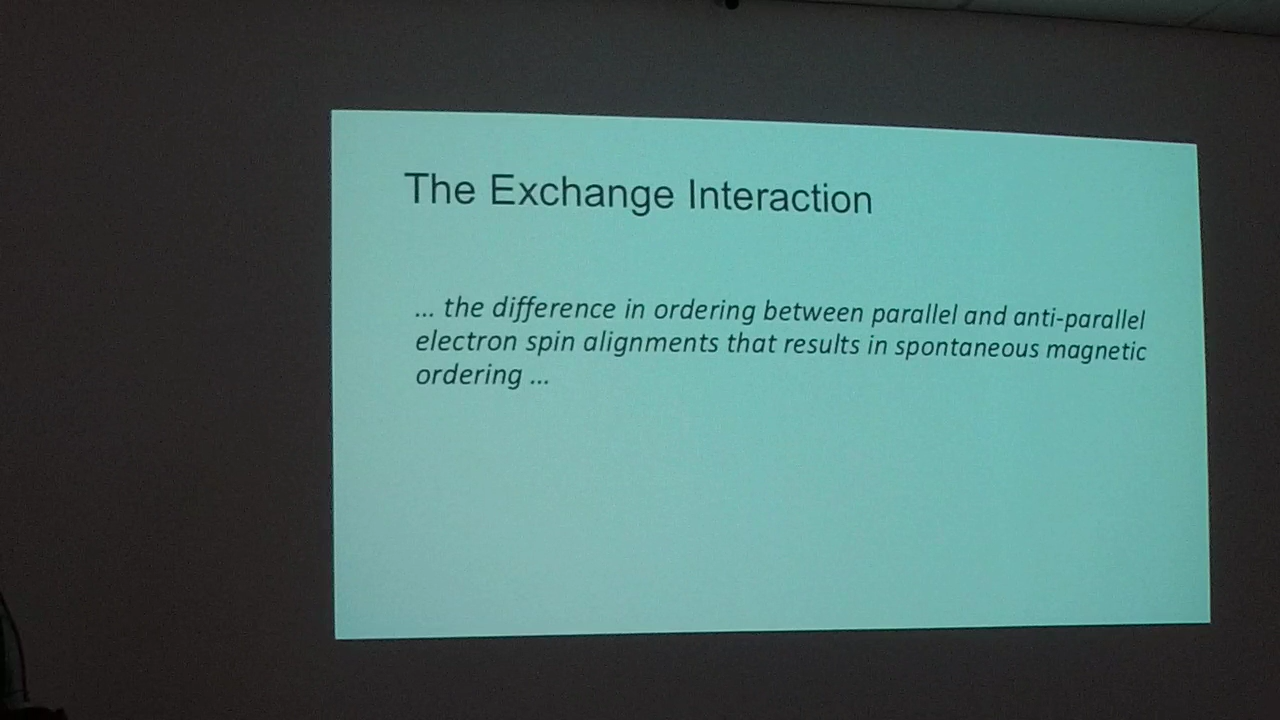 The Exchange Interaction
... the difference in ordering between parallel and anti-parallel
electron spin alignments that results in spontaneous magnetic
ordering ...